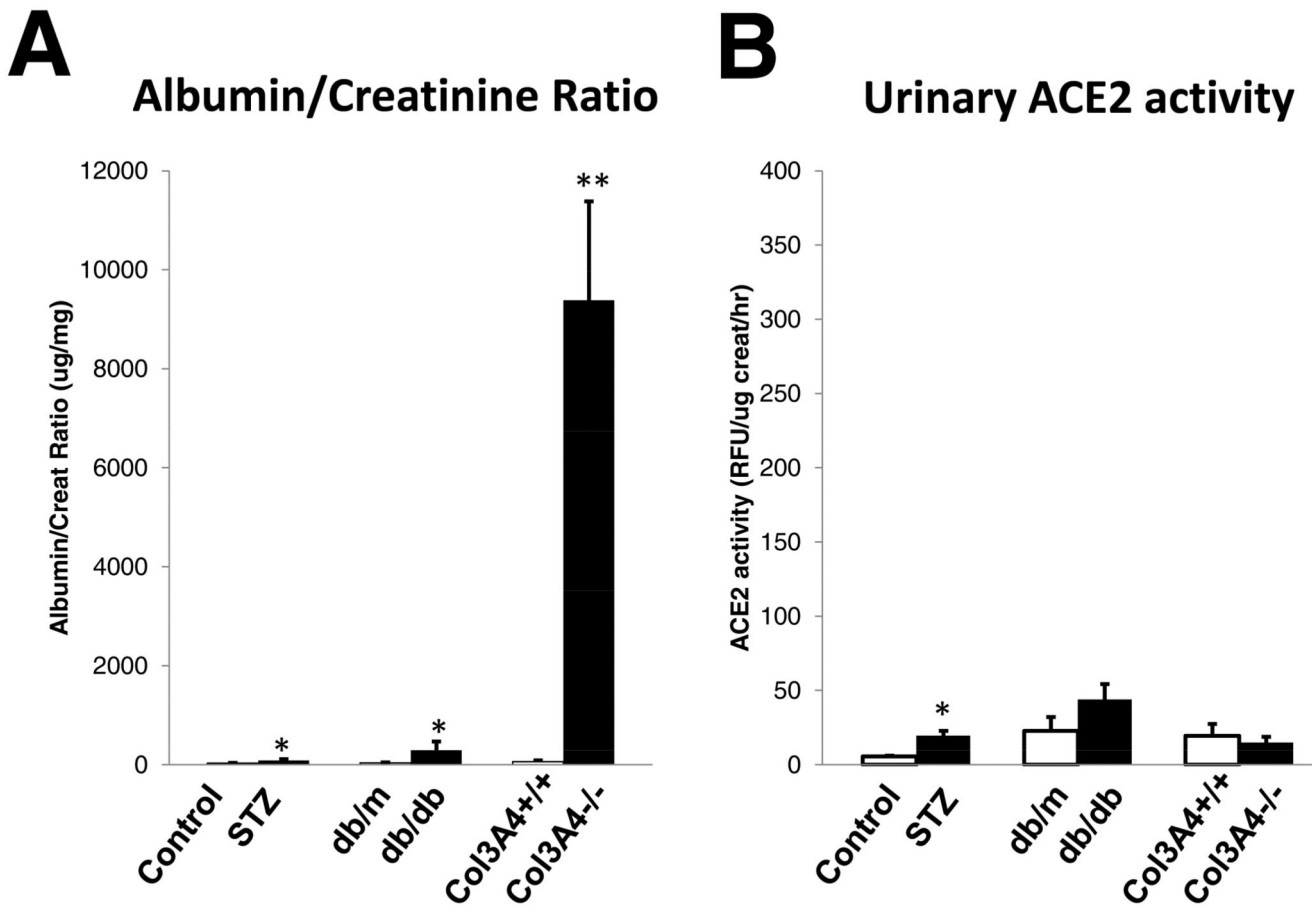 A
Albumin/Creatinine Ratio
Albumin/Creat Ratio (ug/mg)
12000
10000
8000
6000
4000
2000
0
*
*
**
Control
STZ
db/m
db/db
Col3A4+/+
Col3A4-/-
B
Urinary ACE2 activity
ACE2 activity (RFU/ug creat/hr)
400
350
300
250
200
150
100
50
0
*
Control
STZ
db/m
db/db
Col3A4+/+
Col3A4-/-